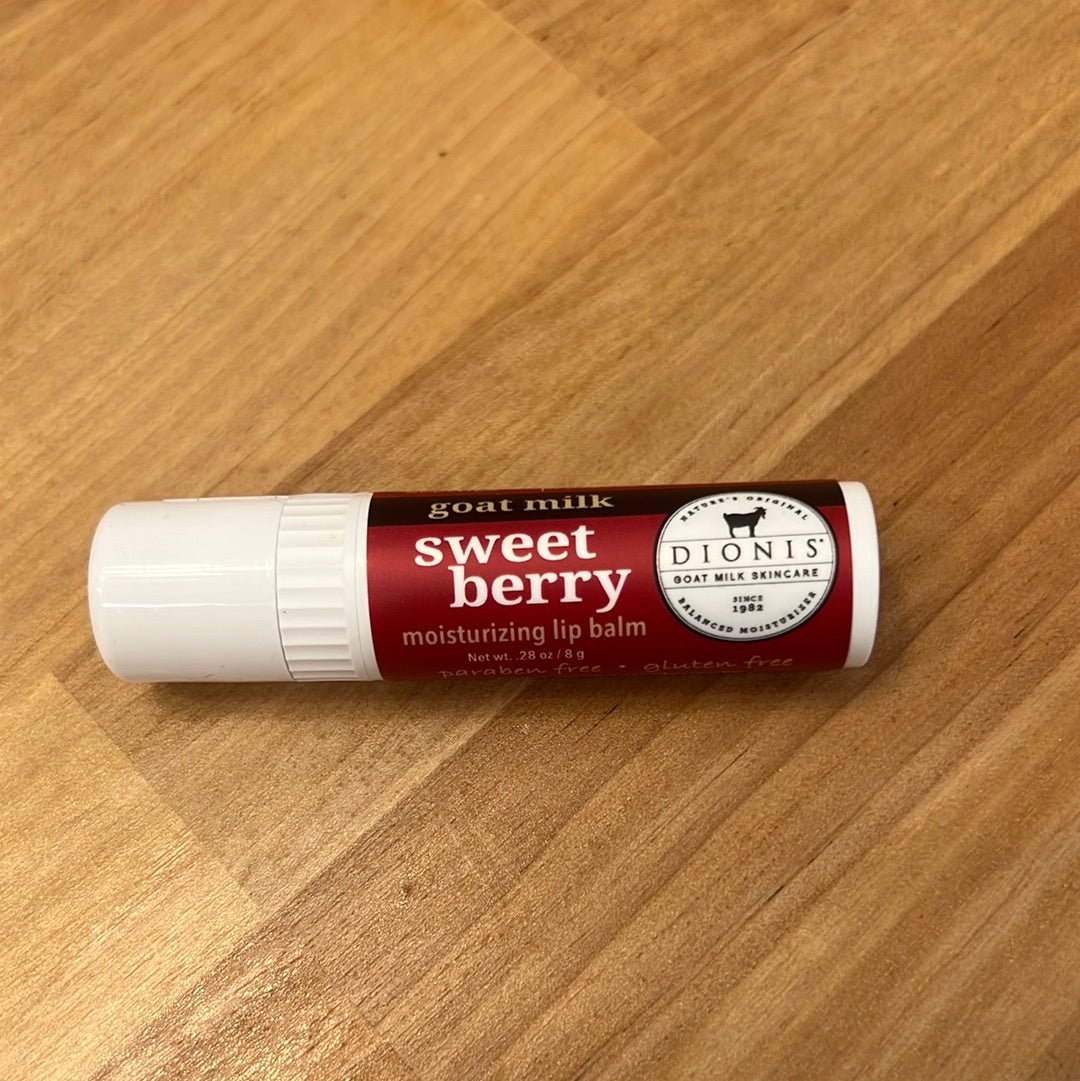 goat milk
sweet
berry
moisturizing lip balm
Net wt. .28 oz / 8 g
paraben free • gluten free
NATURE'S ORIGINAL
DIONIS®
GOAT MILK SKINCARE
SINCE
1982
BALANCED MOISTURIZER